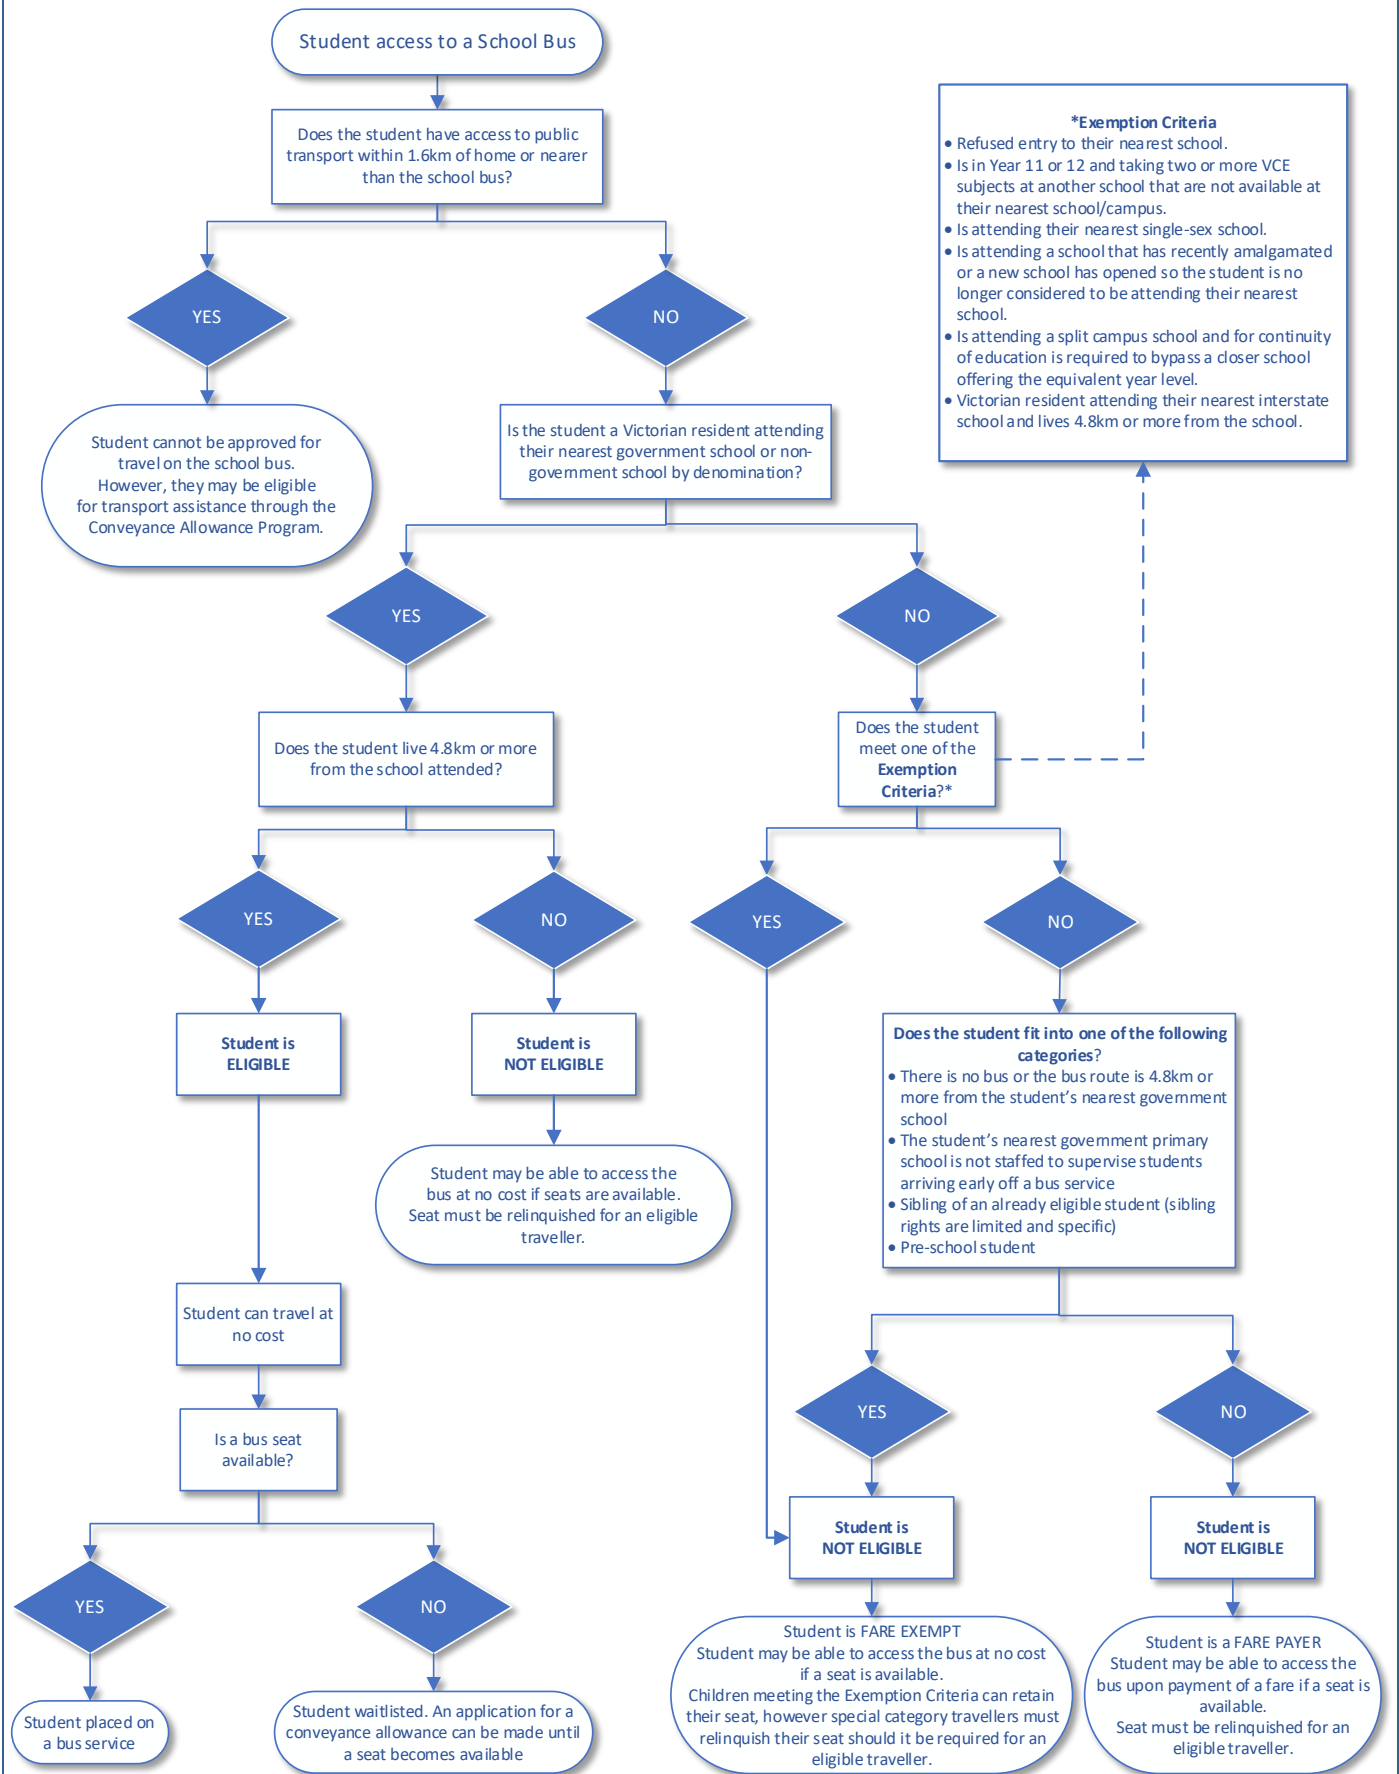 Student access to a School Bus
Does the student have access to public
transport within 1.6km of home or nearer
than the school bus?
*Exemption Criteria
• Refused entry to their nearest school.
• Is in Year 11 or 12 and taking two or more VCE
subjects at another school that are not available at
their nearest school/campus.
• Is attending their nearest single-sex school.
• Is attending a school that has recently amalgamated
or a new school has opened so the student is no
longer considered to be attending their nearest
school.
• Is attending a split campus school and for continuity
of education is required to bypass a closer school
offering the equivalent year level.
• Victorian resident attending their nearest interstate
school and lives 4.8km or more from the school.
YES
NO
Student cannot be approved for
travel on the school bus.
However, they may be eligible
for transport assistance through the
Conveyance Allowance Program.
Is the student a Victorian resident attending
their nearest government school or non-
government school by denomination?
YES
NO
Does the student live 4.8km or more
from the school attended?
Does the student
meet one of the
Exemption
Criteria?*
YES
NO
YES
NO
Student is
ELIGIBLE
Student is
NOT ELIGIBLE
Does the student fit into one of the following
categories?
• There is no bus or the bus route is 4.8km or
more from the student's nearest government
school
• The student's nearest government primary
school is not staffed to supervise students
arriving early off a bus service
• Sibling of an already eligible student (sibling
rights are limited and specific)
• Pre-school student
Student may be able to access the
bus at no cost if seats are available.
Seat must be relinquished for an eligible
traveller.
Student can travel at
no cost
Is a bus seat
available?
YES
NO
Student is
NOT ELIGIBLE
Student is
NOT ELIGIBLE
YES
NO
Student placed on
a bus service
Student waitlisted. An application for a
conveyance allowance can be made until
a seat becomes available
Student is FARE EXEMPT
Student may be able to access the bus at no cost
if a seat is available.
Children meeting the Exemption Criteria can retain
their seat, however special category travellers must
relinquish their seat should it be required for an
eligible traveller.
Student is a FARE PAYER
Student may be able to access the
bus upon payment of a fare if a seat is
available.
Seat must be relinquished for an
eligible traveller.